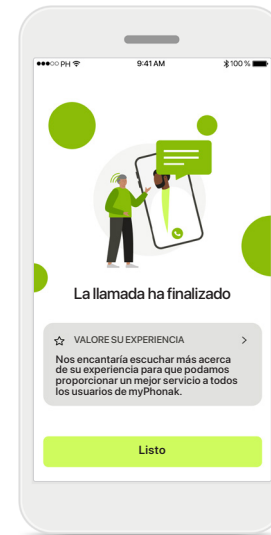 PH 9:41 AM 100 %
La llamada ha finalizado
VALORE SU EXPERIENCIA
Nos encantaría escuchar más acerca
de su experiencia para que podamos
proporcionar un mejor servicio a todos
los usuarios de myPhonak.
Listo